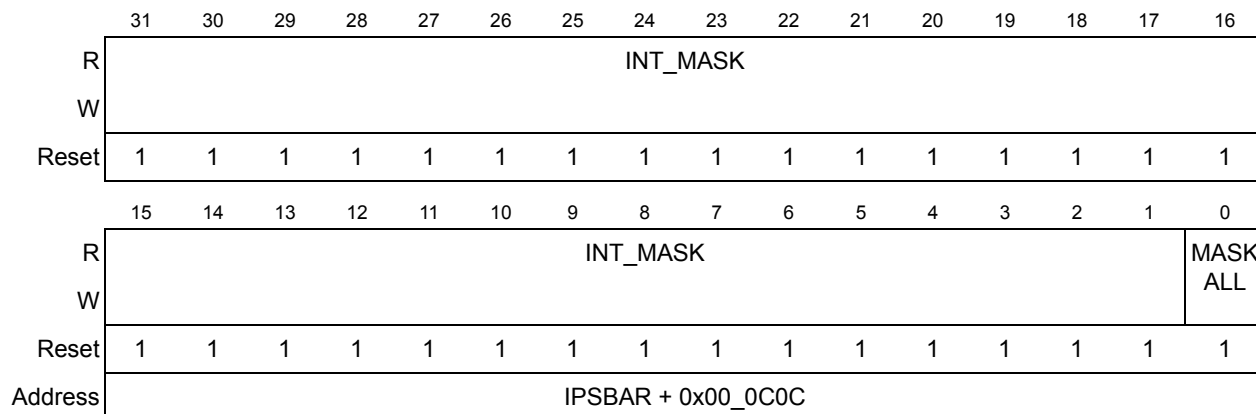 31 30 29 28 27 26 25 24 23 22 21 20 19 18 17 16
R INT_MASK
W
Reset 1 1 1 1 1 1 1 1 1 1 1 1 1 1 1 1
15 14 13 12 11 10 9 8 7 6 5 4 3 2 1 0
R INT_MASK MASK
W ALL
Reset 1 1 1 1 1 1 1 1 1 1 1 1 1 1 1 1
Address IPSBAR + 0x00_0C0C